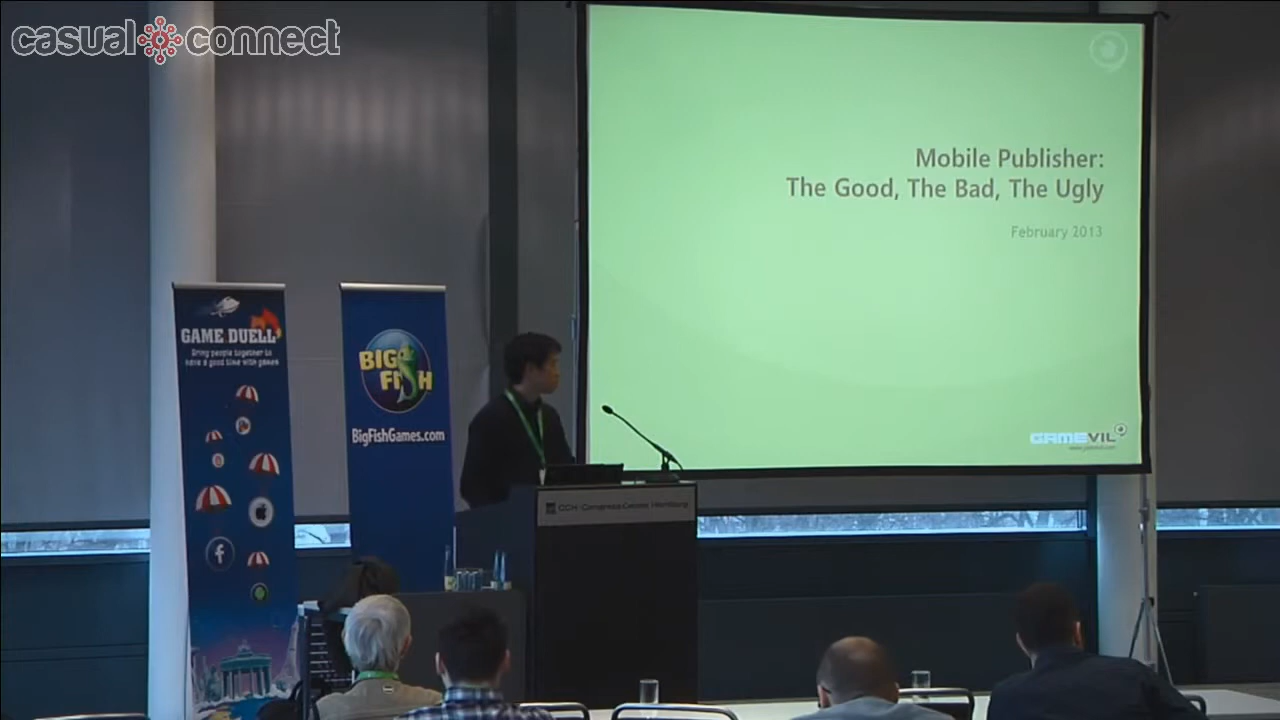 casual connect
Mobile Publisher:
The Good, The Bad, The Ugly
February 2013
GAMEVIL
GAME DUELL
Bring people together to
have a good time with games
BIG
FISH
BigFishGames.com
CCH - Congress Center Hamburg